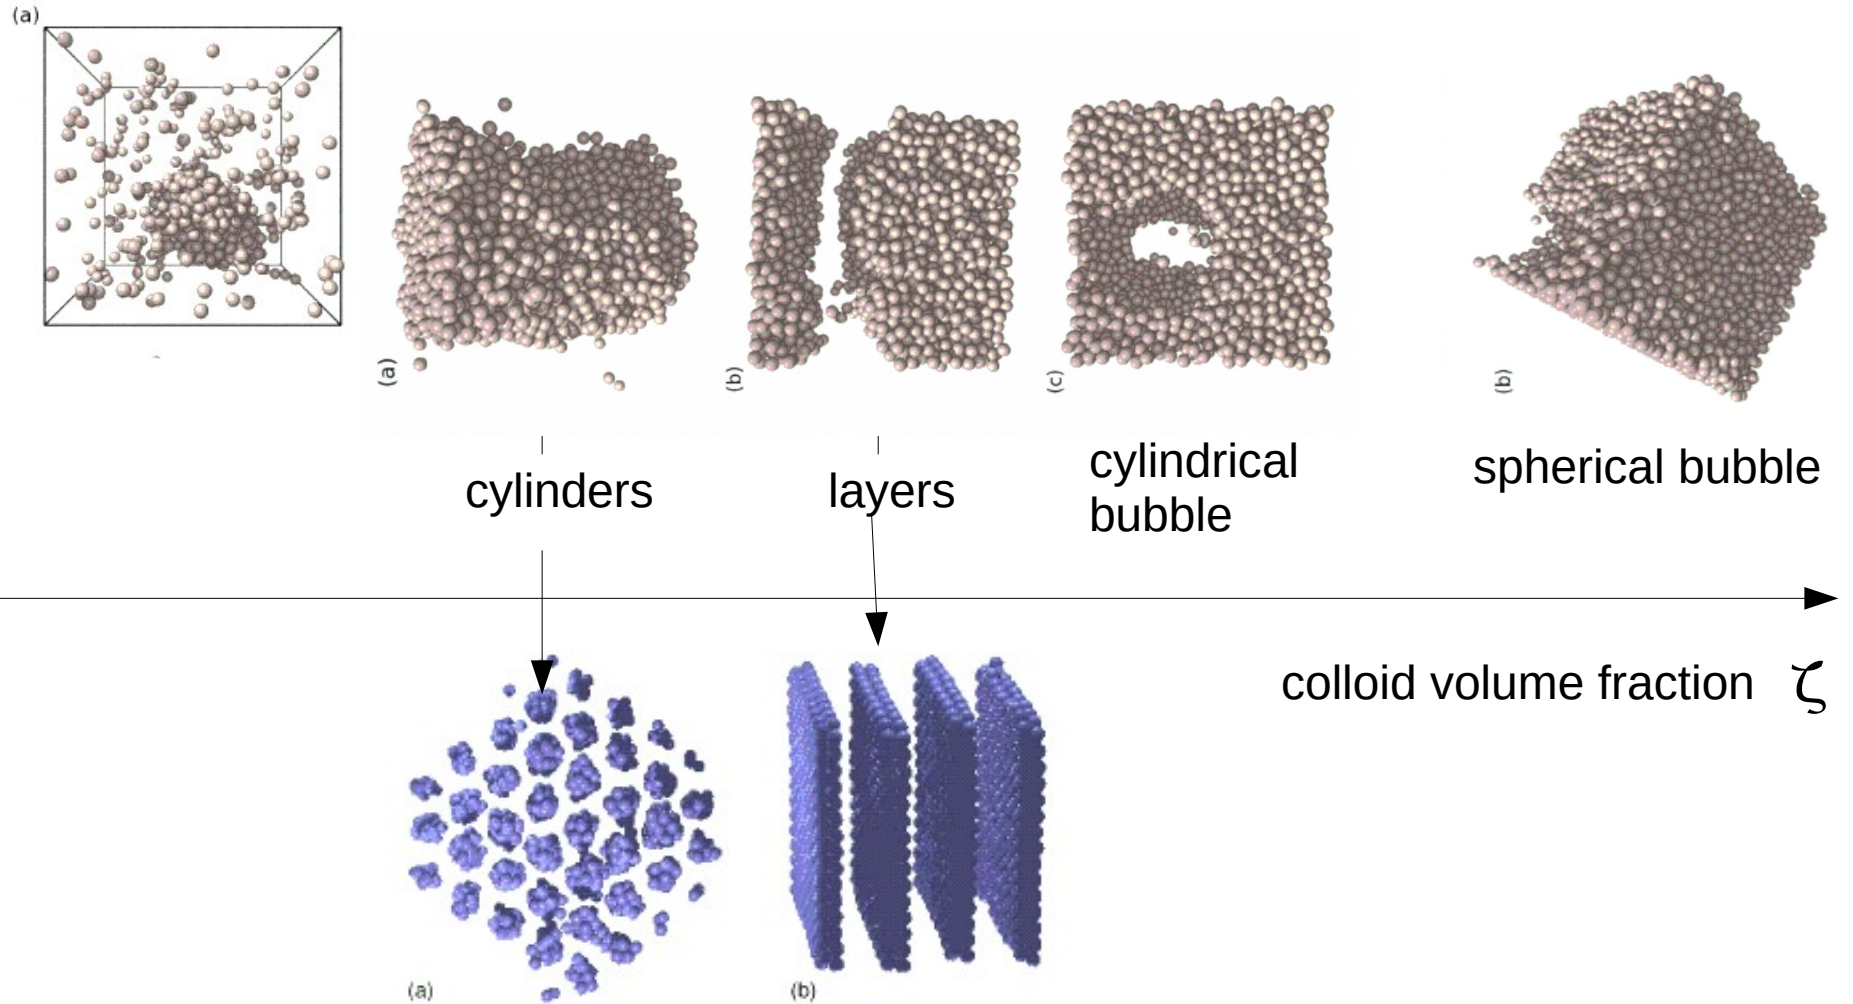 (a)
(a)
(b)
(c)
(b)
cylinders
layers
cylindrical
bubble
spherical bubble
colloid volume fraction ζ
(a)
(b)